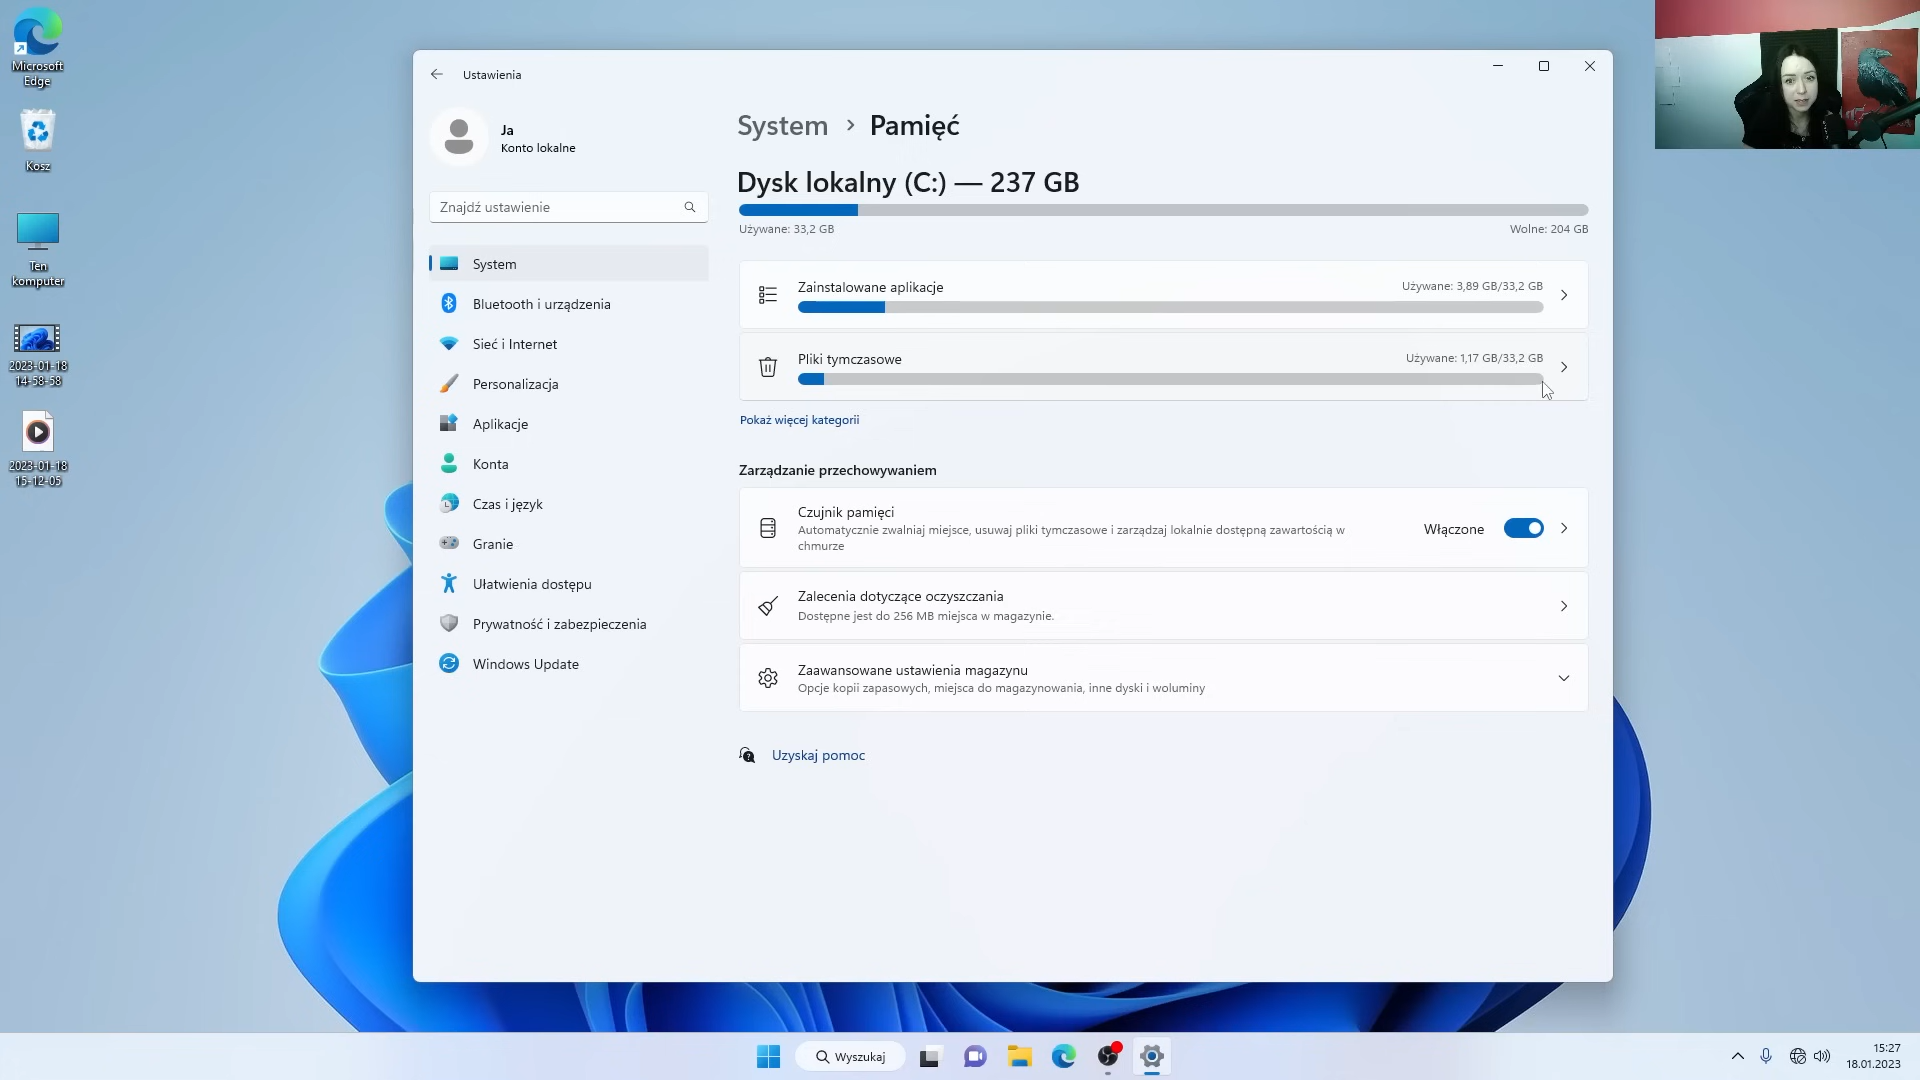 Microsoft
Edge
Kosz
Ten
komputer
2023-01-18
14-58-58
2023-01-18
15-12-05
Ustawienia
Ja
Konto lokalne
Znajdź ustawienie
System
Bluetooth i urządzenia
Sieć i Internet
Personalizacja
Aplikacje
Konta
Czas i język
Granie
Ułatwienia dostępu
Prywatność i zabezpieczenia
Windows Update
System > Pamięć
Dysk lokalny (C:) — 237 GB
Używane: 33,2 GB
Wolne: 204 GB
Zainstalowane aplikacje
Używane: 3,89 GB/33,2 GB
Pliki tymczasowe
Używane: 1,17 GB/33,2 GB
Pokaż więcej kategorii
Zarządzanie przechowywaniem
Czujnik pamięci
Automatycznie zwalniaj miejsce, usuwaj pliki tymczasowe i zarządzaj lokalnie dostępną zawartością w
chmurze
Włączone
Zalecenia dotyczące oczyszczania
Dostępne jest do 256 MB miejsca w magazynie.
Zaawansowane ustawienia magazynu
Opcje kopii zapasowych, miejsca do magazynowania, inne dyski i woluminy
Uzyskaj pomoc
Wyszukaj
15:27
18.01.2023